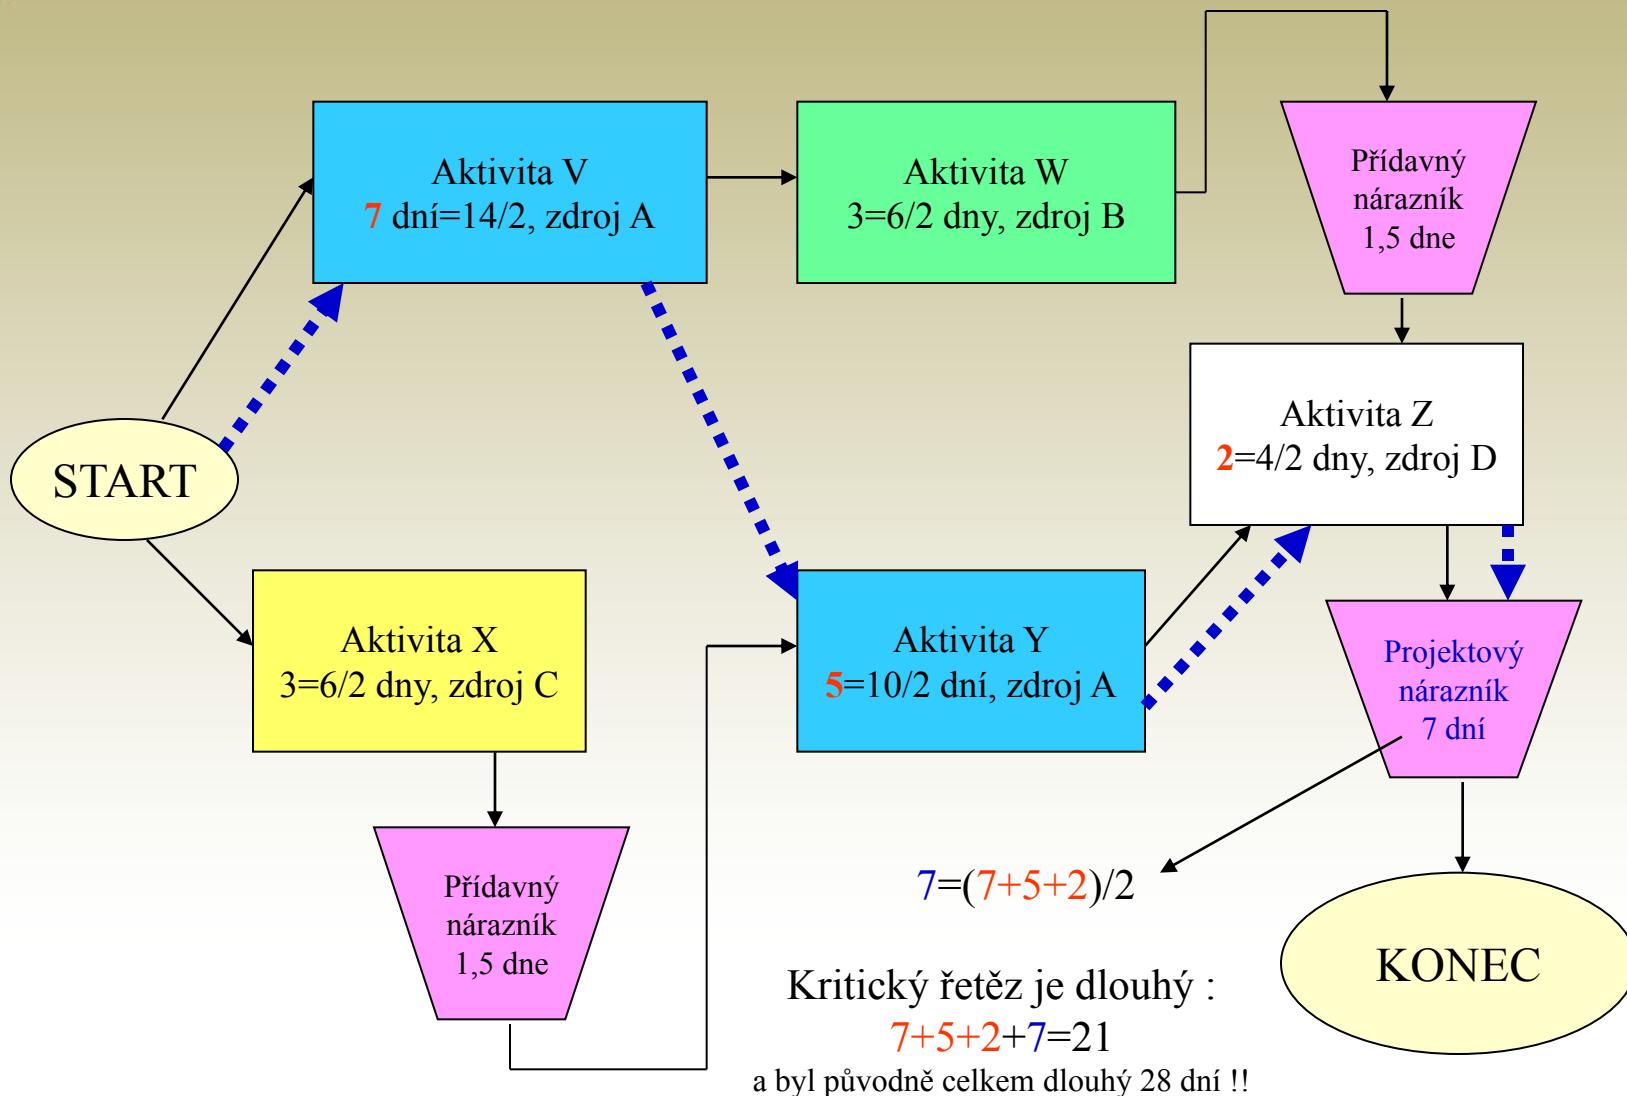 Aktivita V
7 dní=14/2, zdroj A
Aktivita W
3=6/2 dny, zdroj B
Přídavný
nárazník
1,5 dne
Aktivita Z
2=4/2 dny, zdroj D
START
Aktivita X
3=6/2 dny, zdroj C
Aktivita Y
5=10/2 dní, zdroj A
Projektový
nárazník
7 dní
Přídavný
nárazník
1,5 dne
7=(7+5+2)/2
KONEC
Kritický řetěz je dlouhý :
7+5+2+7=21
a byl původně celkem dlouhý 28 dní !!